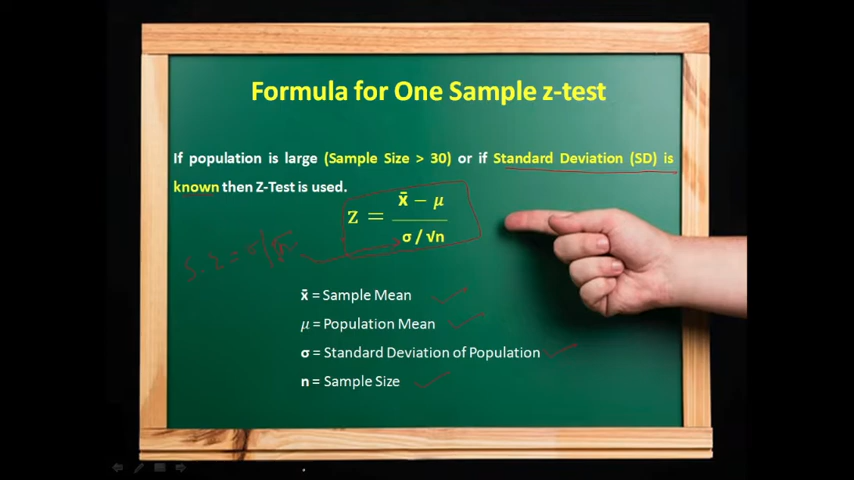 Formula for One Sample z-test
If population is large (Sample Size > 30) or if Standard Deviation (SD) is
known then Z-Test is used.
z = x̄ − μ
σ / √n
S.E = σ/√n
x̄ = Sample Mean
μ = Population Mean
σ = Standard Deviation of Population
n = Sample Size